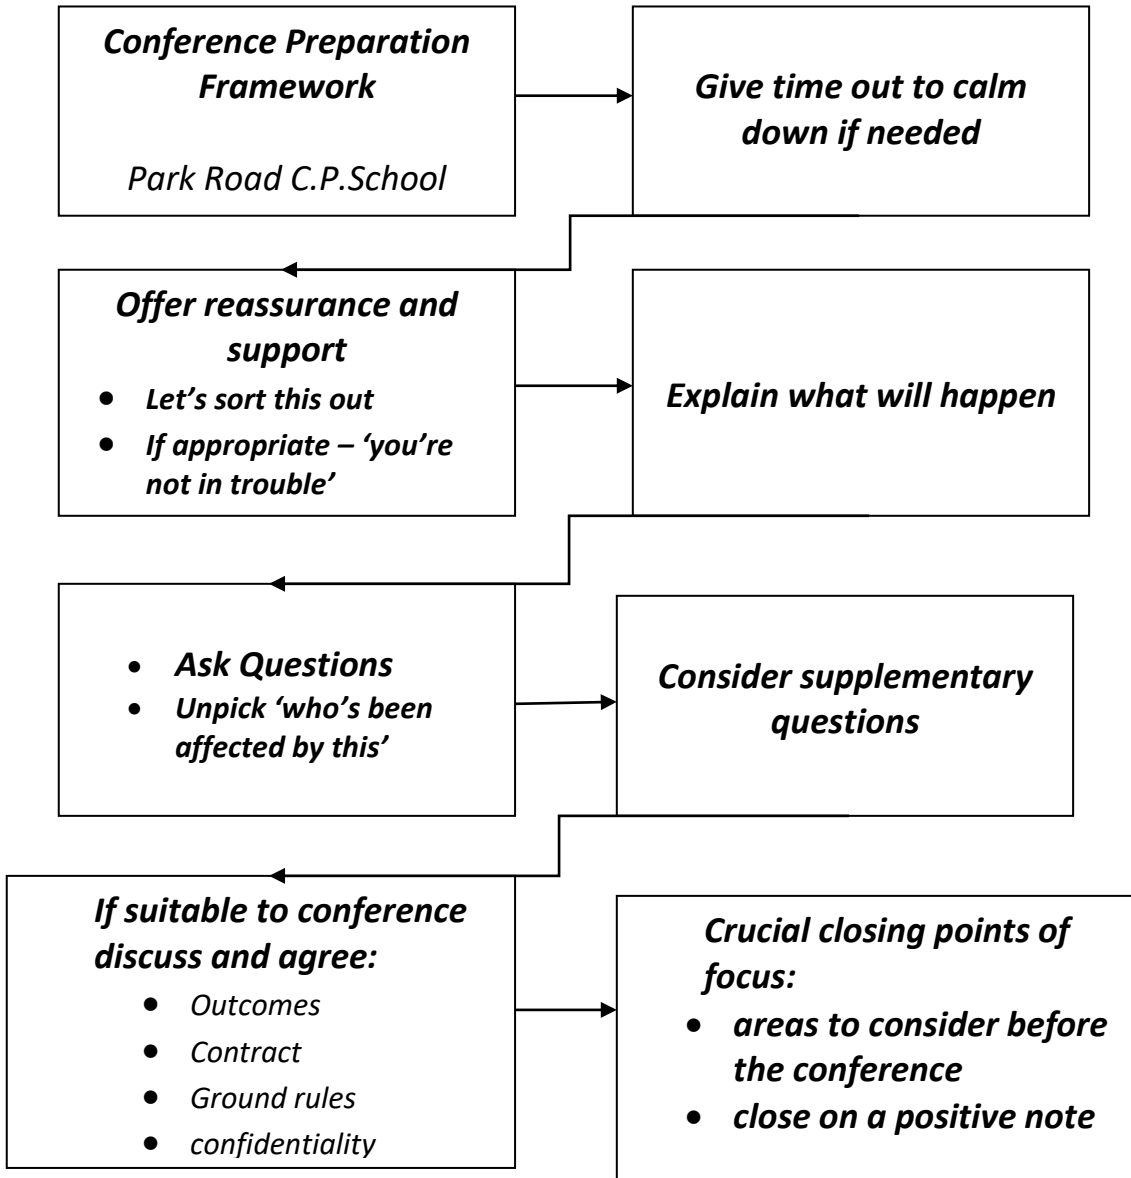 Conference Preparation
Framework
Park Road C.P.School
Give time out to calm
down if needed
Offer reassurance and
support
• Let’s sort this out
• If appropriate – ‘you’re
not in trouble’
Explain what will happen
• Ask Questions
• Unpick ‘who’s been
affected by this’
Consider supplementary
questions
If suitable to conference
discuss and agree:
• Outcomes
• Contract
• Ground rules
• confidentiality
Crucial closing points of
focus:
• areas to consider before
the conference
• close on a positive note